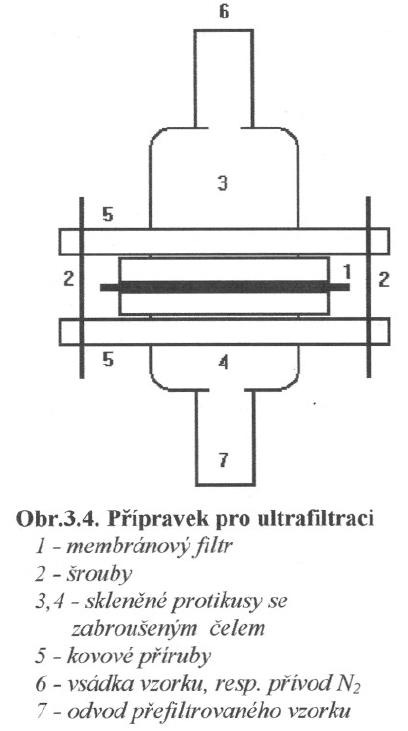 6
3
5
1
2
2
5
4
7
Obr.3.4. Přípravek pro ultrafiltraci
1 - membránový filtr
2 - šrouby
3,4 - skleněné protikusy se
zabroušeným čelem
5 - kovové příruby
6 - vsádka vzorku, resp. přívod N₂
7 - odvod přefiltrovaného vzorku